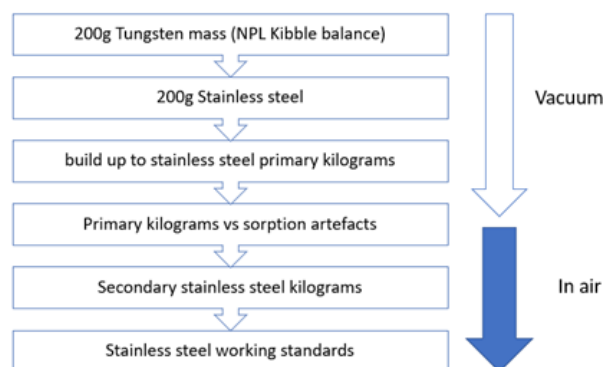 200g Tungsten mass (NPL Kibble balance)
200g Stainless steel
build up to stainless steel primary kilograms
Primary kilograms vs sorption artefacts
Secondary stainless steel kilograms
Stainless steel working standards
Vacuum
In air